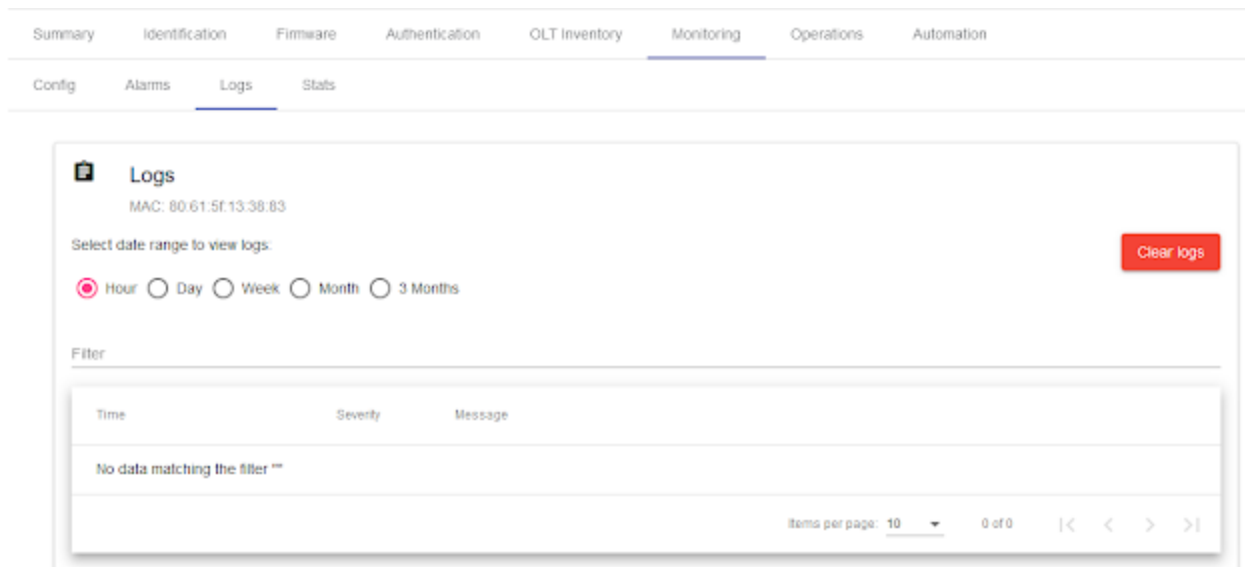 Summary Identification Firmware Authentication OLT Inventory Monitoring Operations Automation
Config Alarms Logs Stats
Logs
MAC: 80:61:5f:13:38:83
Select date range to view logs:
Clear logs
Hour Day Week Month 3 Months
Filter
Time Severity Message
No data matching the filter ""
Items per page: 10 0 of 0